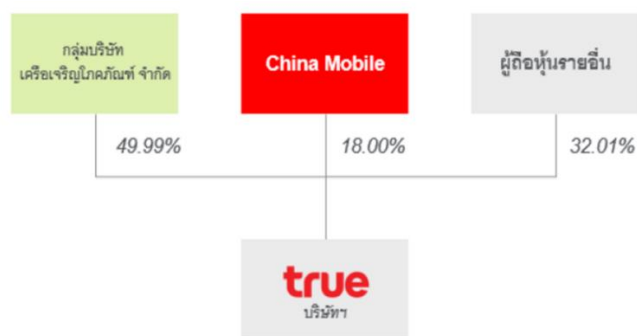 กลุ่มบริษัท
เครือเจริญโภคภัณฑ์ จำกัด
China Mobile
ผู้ถือหุ้นรายอื่น
49.99%
18.00%
32.01%
true
บริษัทฯ